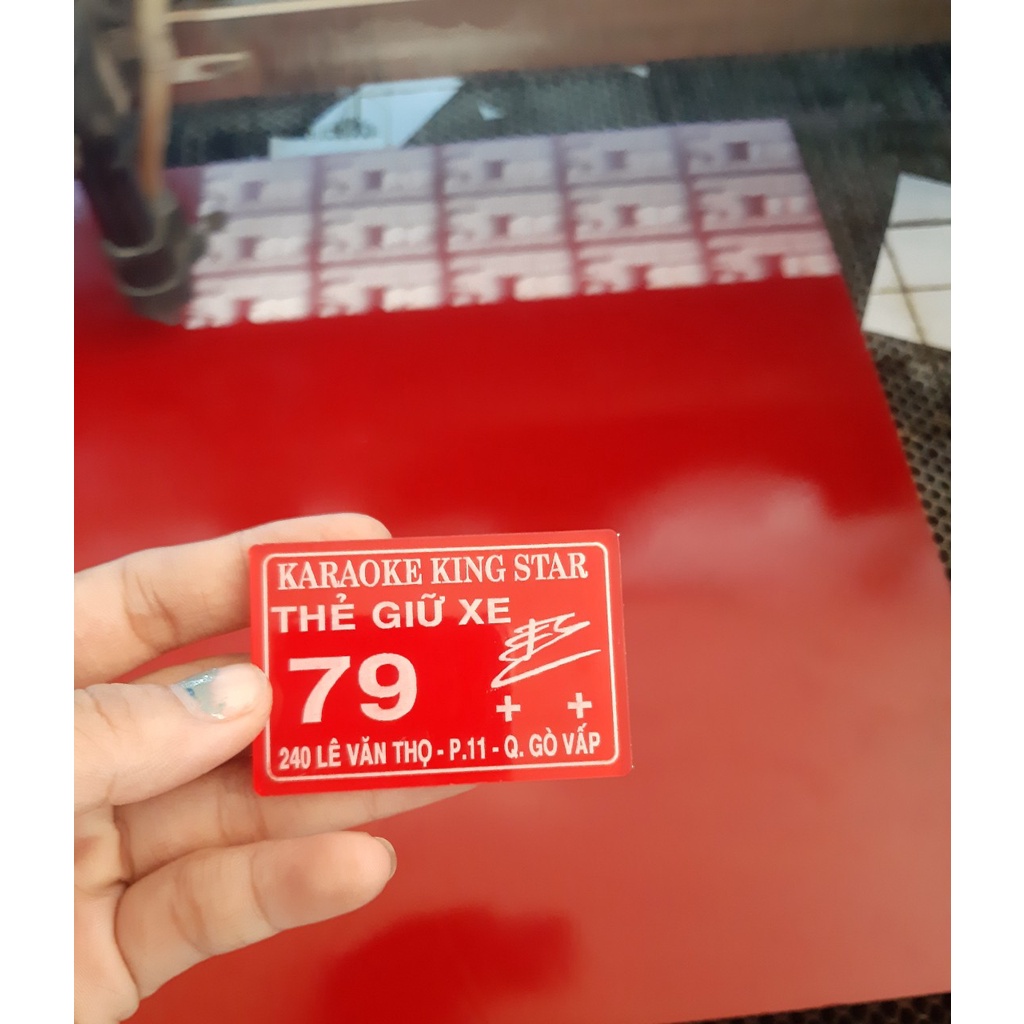 KARAOKE KING STAR
THẺ GIỮ XE
79
+ +
240 LÊ VĂN THỌ - P.11 - Q. GÒ VẤP